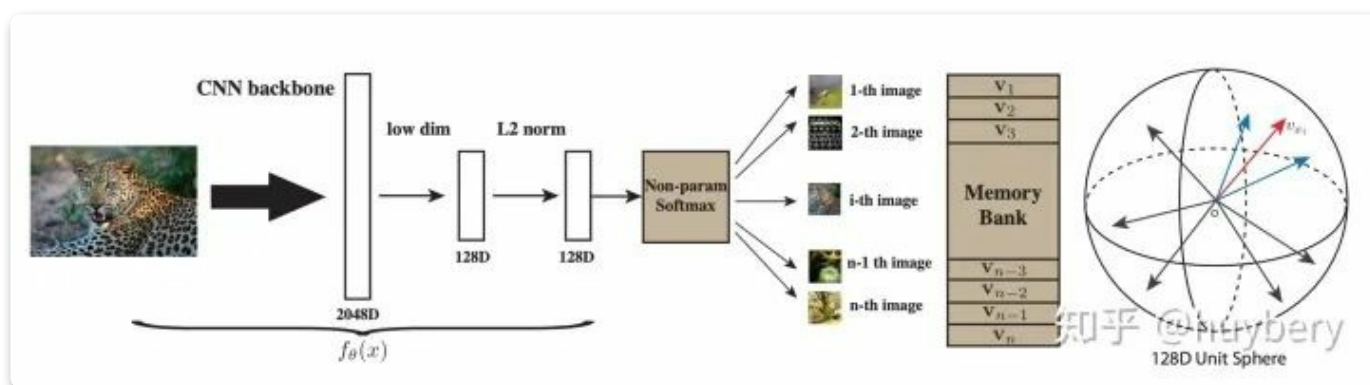 CNN backbone
low dim
L2 norm
2048D
128D
128D
fθ(x)
Non-param
Softmax
1-th image
2-th image
i-th image
n-1 th image
n-th image
v1
v2
v3
Memory
Bank
vn−3
vn−2
vn−1
vn
O
128D Unit Sphere
知乎 @huybery